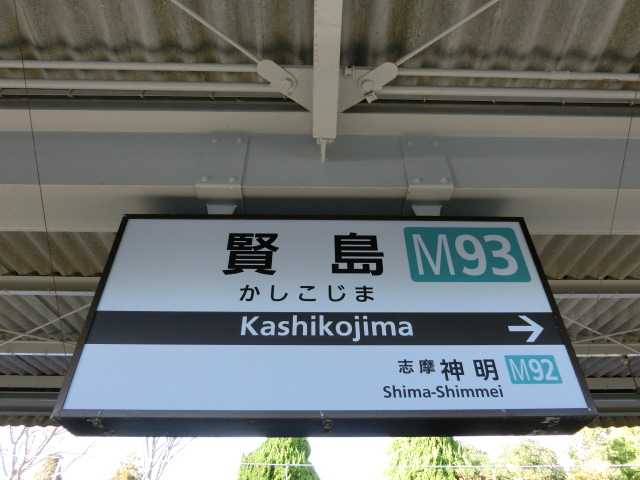 賢島 M93
かしこじま
Kashikojima →
志摩神明 M92
Shima-Shimmei